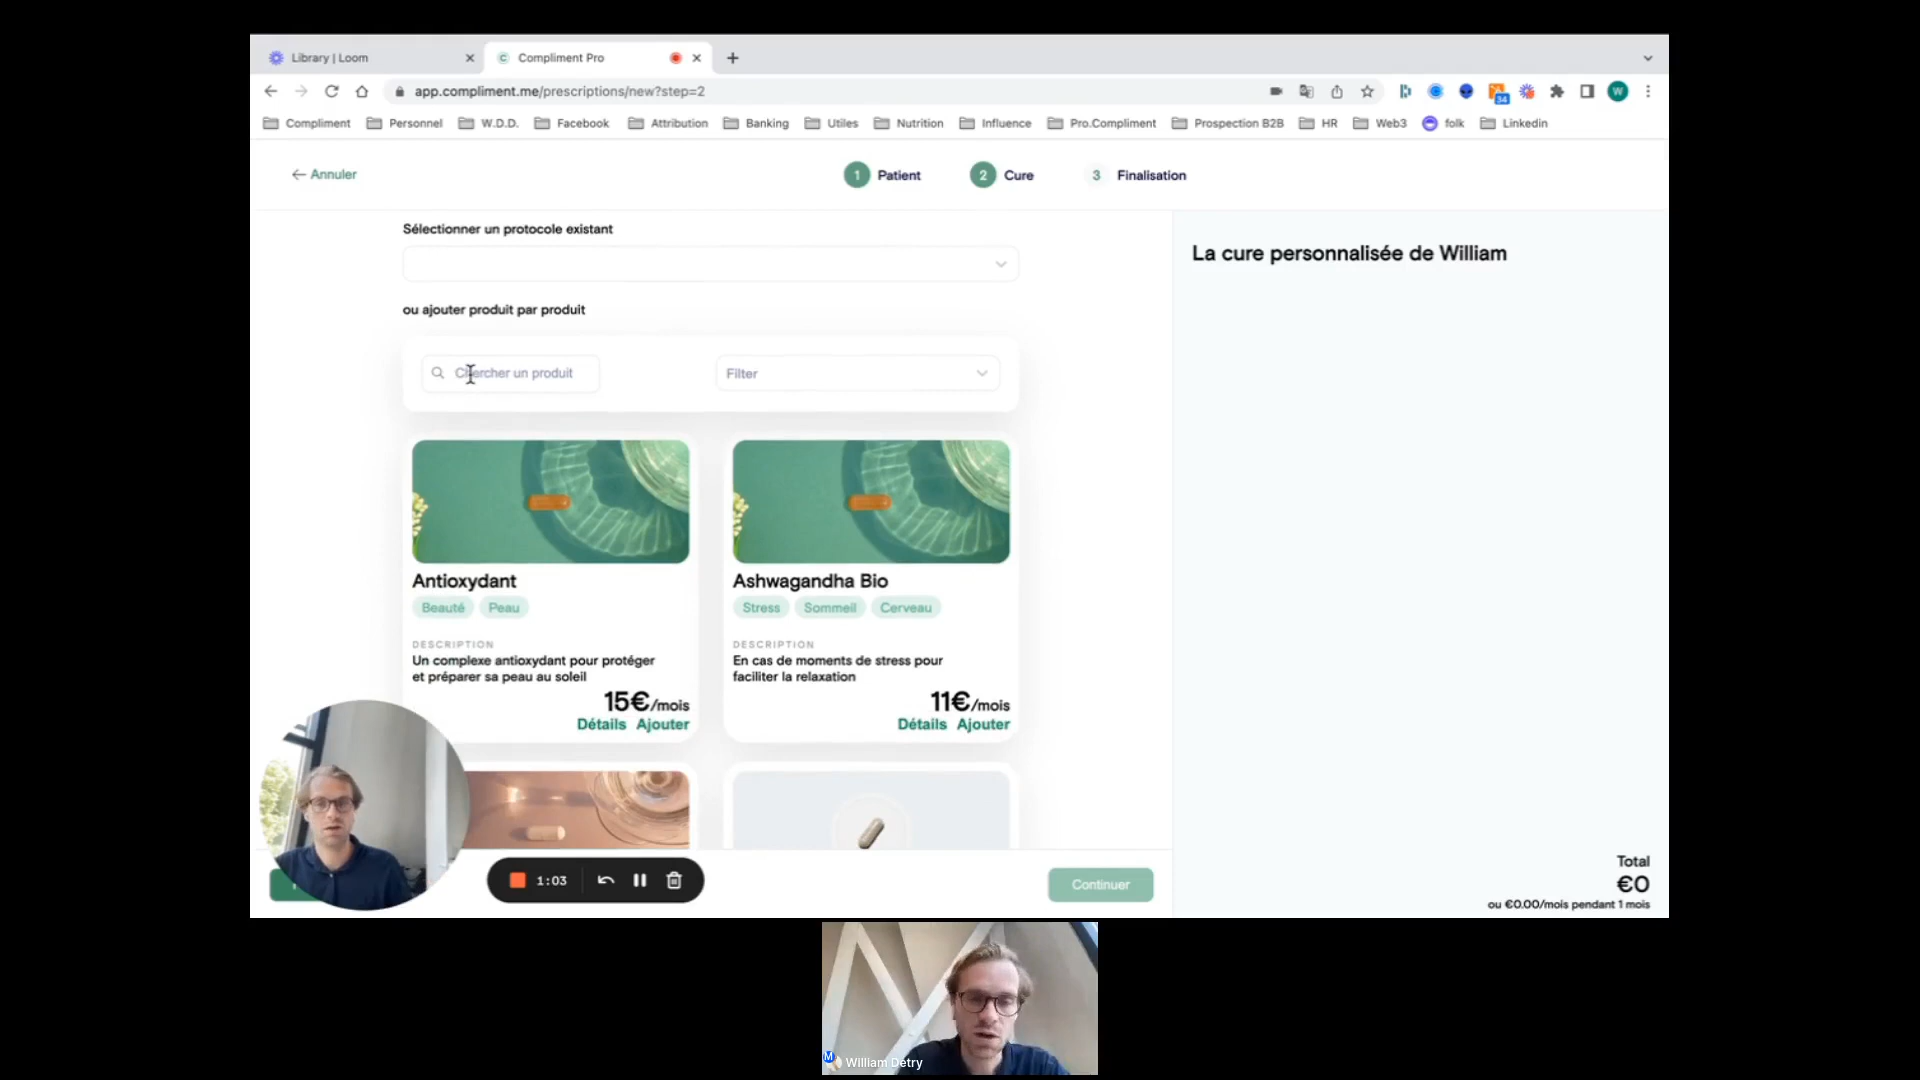 Library | Loom
Compliment Pro
app.compliment.me/prescriptions/new?step=2
34
W
Compliment
Personnel
W.D.D.
Facebook
Attribution
Banking
Utiles
Nutrition
Influence
Pro.Compliment
Prospection B2B
HR
Web3
folk
Linkedin
← Annuler
1 Patient
2 Cure
3 Finalisation
Sélectionner un protocole existant
ou ajouter produit par produit
Chercher un produit
Filter
Antioxydant
Beauté Peau
DESCRIPTION
Un complexe antioxydant pour protéger
et préparer sa peau au soleil
15€/mois
Détails Ajouter
Ashwagandha Bio
Stress Sommeil Cerveau
DESCRIPTION
En cas de moments de stress pour
faciliter la relaxation
11€/mois
Détails Ajouter
1:03
Continuer
La cure personnalisée de William
Total
€0
ou €0.00/mois pendant 1 mois
M
William Detry